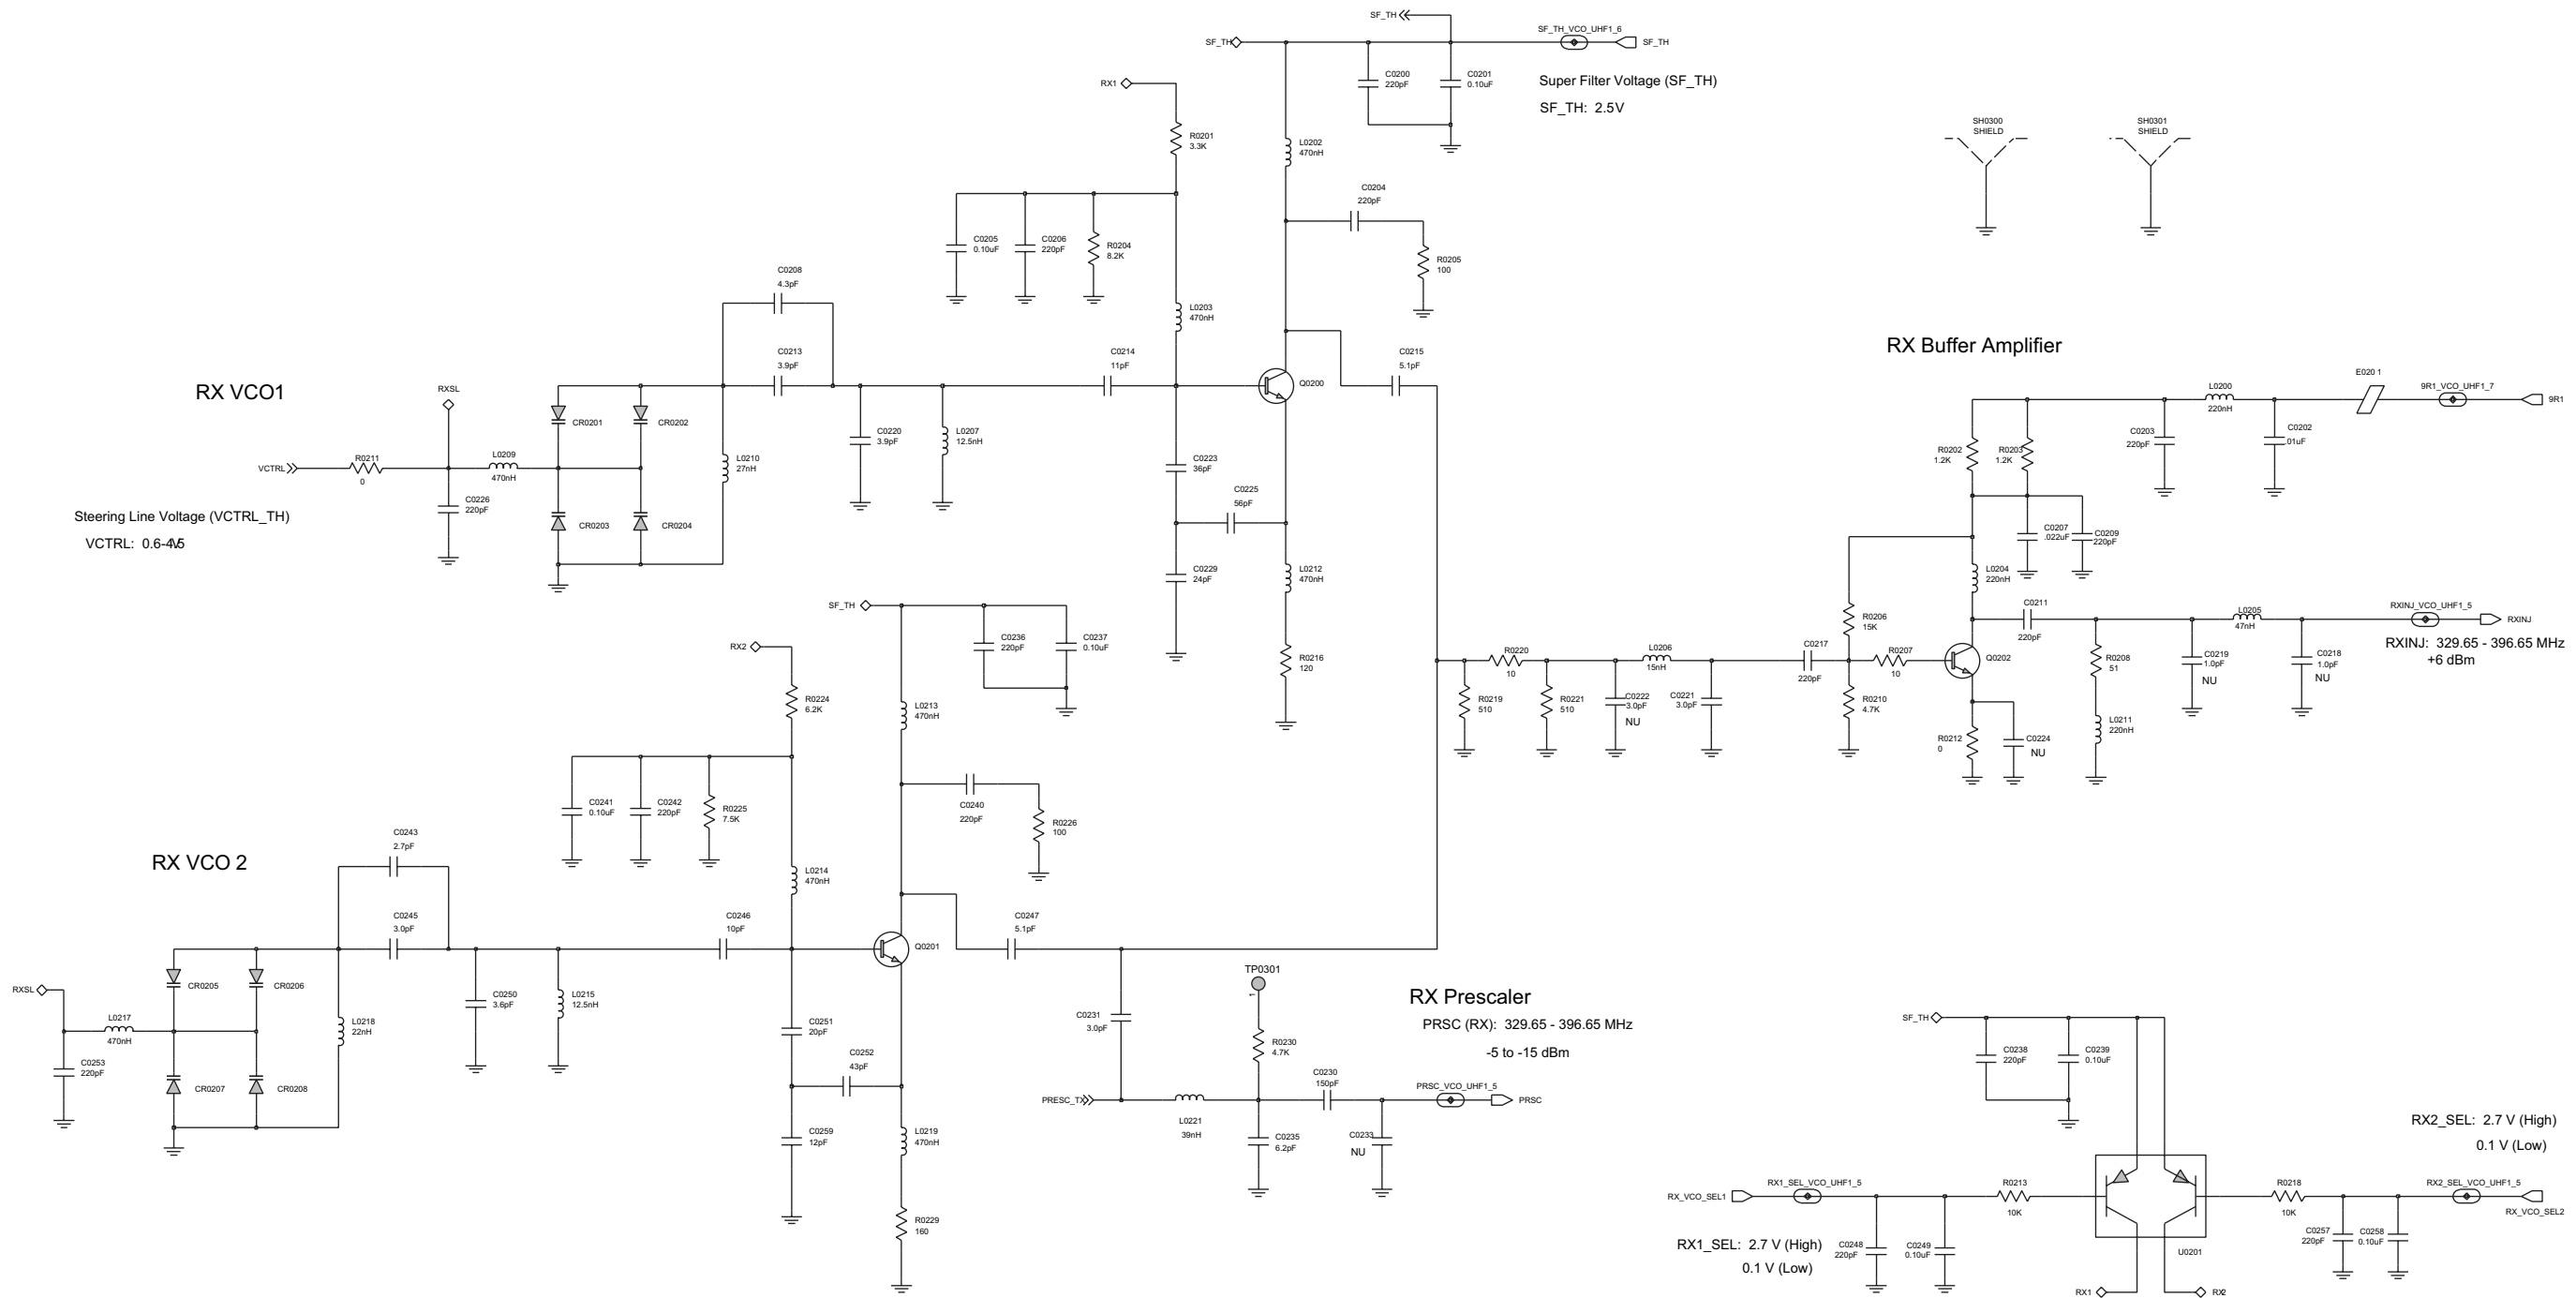 SF_TH
SF_TH
SF_TH_VCO_UHF1_6
SF_TH
C0200
220pF
C0201
0.10uF
Super Filter Voltage (SF_TH)
SF_TH: 2.5V
RX1
R0201
3.3K
L0202
470nH
SH0300
SHIELD
SH0301
SHIELD
C0204
220pF
C0205
0.10uF
C0206
220pF
R0204
8.2K
R0205
100
C0208
4.3pF
L0203
470nH
RX Buffer Amplifier
C0213
3.9pF
C0214
11pF
C0215
5.1pF
RX VCO1
RXSL
Q0200
E020 1
L0200
220nH
9R1_VCO_UHF1_7
9R1
CR0201
CR0202
C0220
3.9pF
L0207
12.5nH
R0202
1.2K
R0203
1.2K
C0203
220pF
C0202
01uF
VCTRL
R0211
0
L0209
470nH
L0210
27nH
C0223
36pF
C0225
56pF
C0226
220pF
Steering Line Voltage (VCTRL_TH)
VCTRL: 0.6-4.5V
CR0203
CR0204
C0207
.022uF
C0209
220pF
C0229
24pF
L0212
470nH
L0204
220nH
SF_TH
C0236
220pF
C0237
0.10uF
R0206
15K
C0211
220pF
L0205
47nH
RXINJ_VCO_UHF1_5
RXINJ
RX2
R0216
120
R0220
10
L0206
15nH
C0217
220pF
R0207
10
Q0202
R0208
51
C0219
1.0pF
NU
C0218
1.0pF
NU
RXINJ: 329.65 - 396.65 MHz
+6 dBm
R0224
6.2K
L0213
470nH
R0219
510
R0221
510
C0222
3.0pF
NU
C0221
3.0pF
R0210
4.7K
R0212
0
C0224
NU
L0211
220nH
C0241
0.10uF
C0242
220pF
R0225
7.5K
C0240
220pF
R0226
100
C0243
2.7pF
RX VCO 2
L0214
470nH
C0245
3.0pF
C0246
10pF
C0247
5.1pF
Q0201
RXSL
CR0205
CR0206
C0250
3.6pF
L0215
12.5nH
TP0301
1
RX Prescaler
PRSC (RX): 329.65 - 396.65 MHz
-5 to -15 dBm
L0217
470nH
L0218
22nH
C0251
20pF
C0231
3.0pF
R0230
4.7K
SF_TH
C0238
220pF
C0239
0.10uF
C0253
220pF
CR0207
CR0208
C0252
43pF
PRESC_TX
L0221
39nH
C0230
150pF
PRSC_VCO_UHF1_5
PRSC
C0259
12pF
L0219
470nH
C0235
6.2pF
C0233
NU
RX2_SEL: 2.7 V (High)
0.1 V (Low)
R0229
160
RX_VCO_SEL1
RX1_SEL_VCO_UHF1_5
R0213
10K
R0218
10K
RX2_SEL_VCO_UHF1_5
RX_VCO_SEL2
RX1_SEL: 2.7 V (High)
0.1 V (Low)
C0248
220pF
C0249
0.10uF
U0201
C0257
220pF
C0258
0.10uF
RX1
RX2